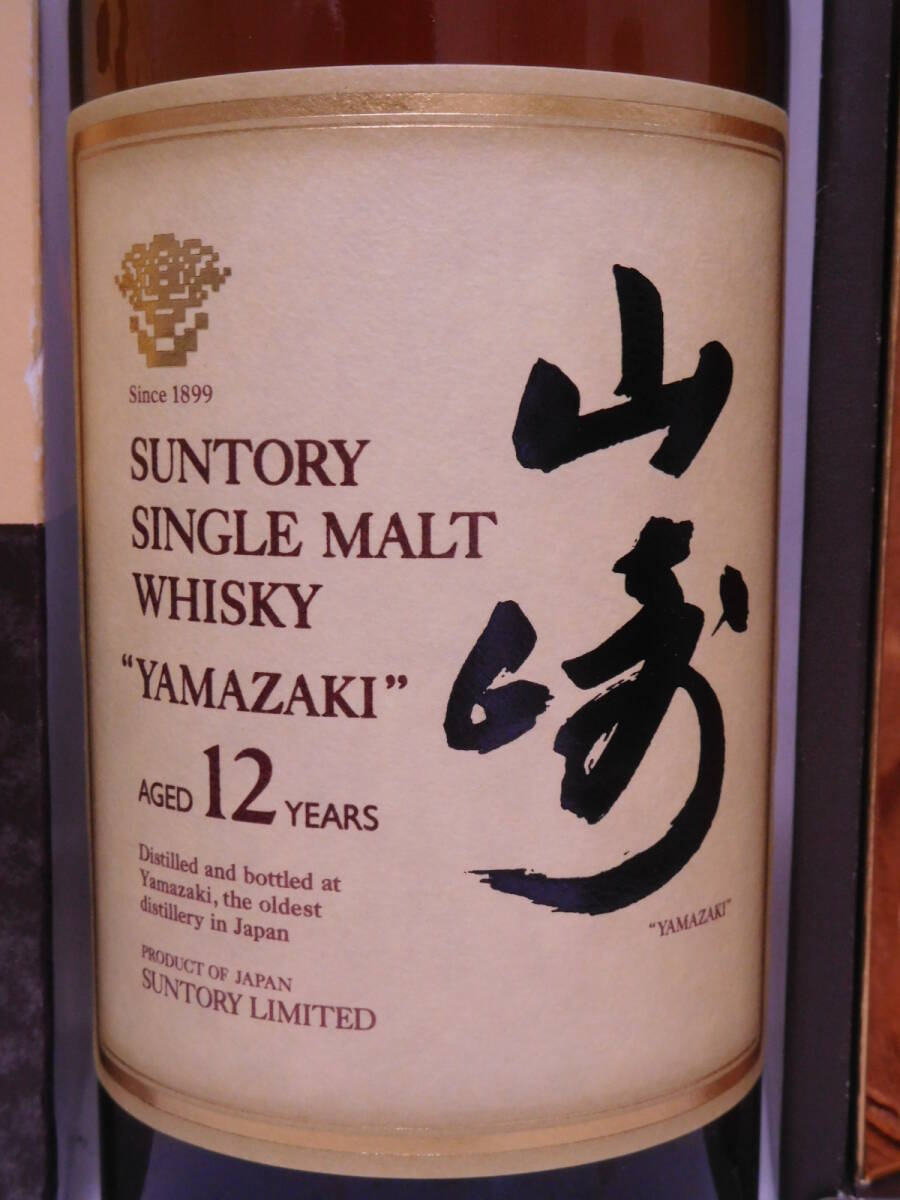 Since 1899
SUNTORY
SINGLE MALT
WHISKY
“YAMAZAKI”
AGED 12 YEARS
Distilled and bottled at
Yamazaki, the oldest
distillery in Japan
PRODUCT OF JAPAN
SUNTORY LIMITED
山崎
“YAMAZAKI”